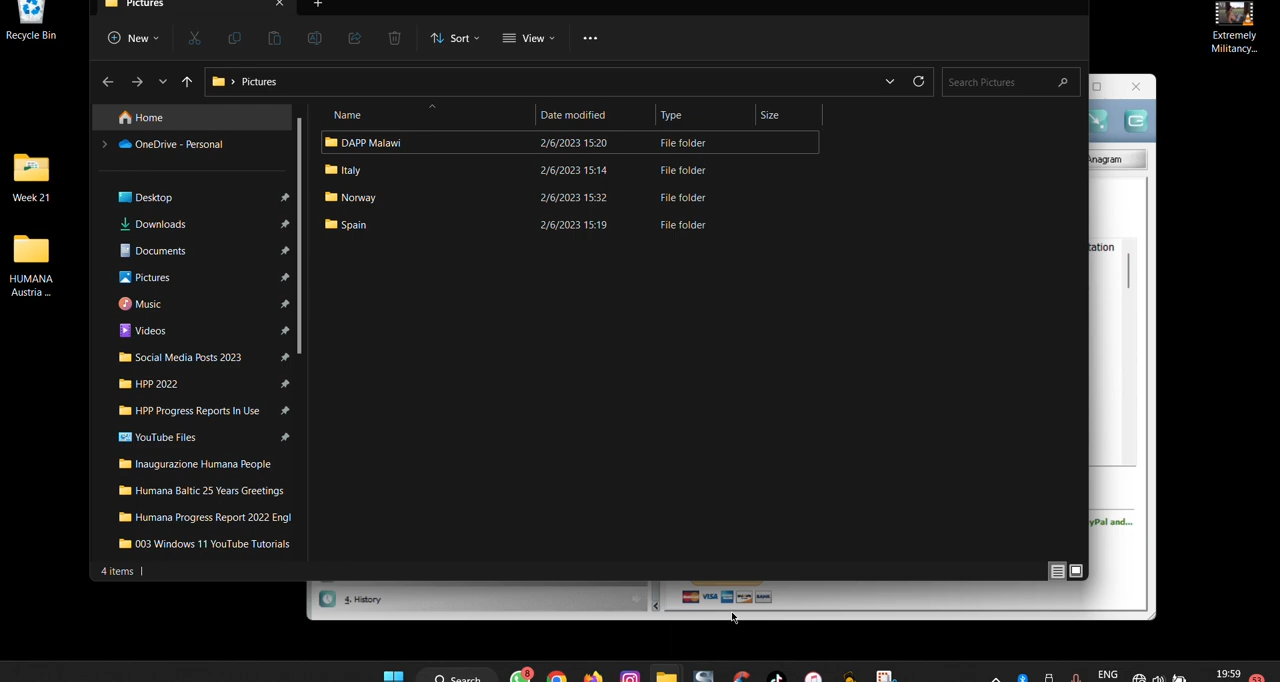 Recycle Bin
Week 21
HUMANA
Austria ...
Extremely
Militancy...
Pictures
New
Sort
View
Pictures
Search Pictures
Home
OneDrive - Personal
Desktop
Downloads
Documents
Pictures
Music
Videos
Social Media Posts 2023
HPP 2022
HPP Progress Reports In Use
YouTube Files
Inaugurazione Humana People
Humana Baltic 25 Years Greetings
Humana Progress Report 2022 Engl
003 Windows 11 YouTube Tutorials
Name Date modified Type Size
DAPP Malawi 2/6/2023 15:20 File folder
Italy 2/6/2023 15:14 File folder
Norway 2/6/2023 15:32 File folder
Spain 2/6/2023 15:19 File folder
4 items
Anagram
tation
yPal and...
4. History
VISA
Search
8
ENG
19:59
53